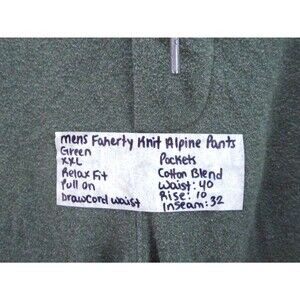 mens Faherty Knit Alpine Pants
Green
XXL
Relax Fit
Pull on
Drawcord waist
Pockets
Cotton Blend
Waist: 40
Rise: 10
Inseam: 32